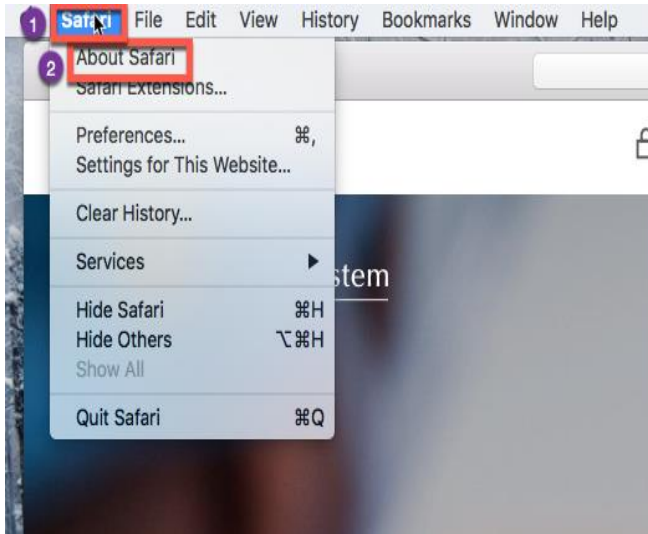 1 Safari File Edit View History Bookmarks Window Help
2 About Safari
Safari Extensions...
Preferences... ⌘,
Settings for This Website...
Clear History...
Services ▶
stem
Hide Safari ⌘H
Hide Others ⌥⌘H
Show All
Quit Safari ⌘Q